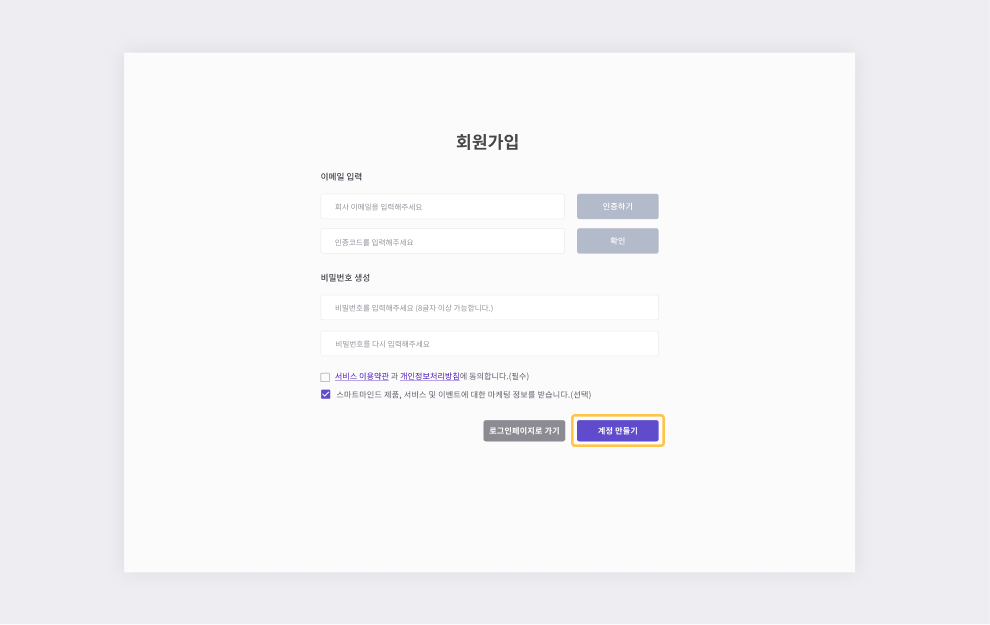 회원가입
이메일 입력
회사 이메일을 입력해주세요
인증하기
인증코드를 입력해주세요
확인
비밀번호 생성
비밀번호를 입력해주세요 (8글자 이상 가능합니다.)
비밀번호를 다시 입력해주세요
서비스 이용약관 과 개인정보처리방침에 동의합니다.(필수)
스마트마인드 제품, 서비스 및 이벤트에 대한 마케팅 정보를 받습니다.(선택)
로그인페이지로 가기
계정 만들기